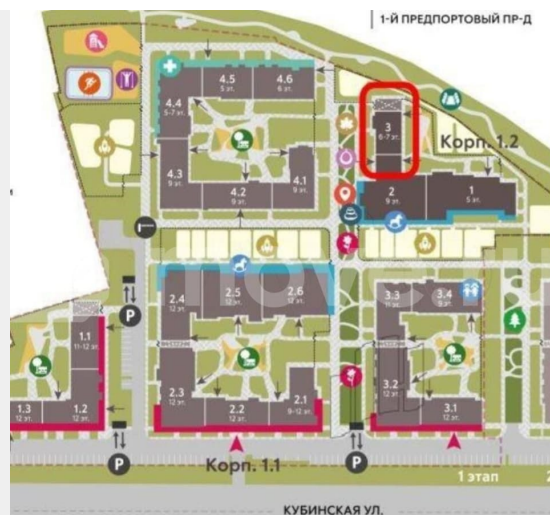 1-Й ПРЕДПОРТОВЫЙ ПР-Д
4.5
5 эт.
4.6
6 эт.
4.4
5-7 эт.
3
6-7 эт.
Корп. 1.2
4.3
9 эт.
4.2
9 эт.
4.1
9 эт.
2
9 эт.
1
5 эт.
move.ru
2.4
12 эт.
2.5
12 эт.
2.6
12 эт.
3.3
11 эт.
3.4
9 эт.
P
1.1
11-12 эт.
2.3
12 эт.
2.2
12 эт.
2.1
9-12 эт.
3.2
12 эт.
3.1
12 эт.
1.3
12 эт.
1.2
12 эт.
P
Корп. 1.1
P
1 этап
2
КУБИНСКАЯ УЛ.